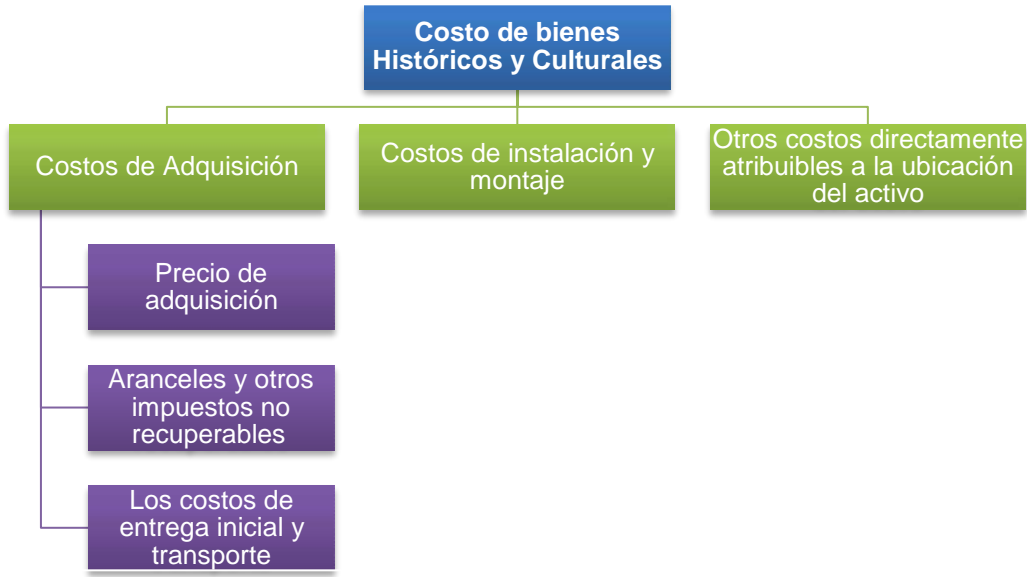 Costo de bienes
Históricos y Culturales
Costos de Adquisición
Costos de instalación y
montaje
Otros costos directamente
atribuibles a la ubicación
del activo
Precio de
adquisición
Aranceles y otros
impuestos no
recuperables
Los costos de
entrega inicial y
transporte